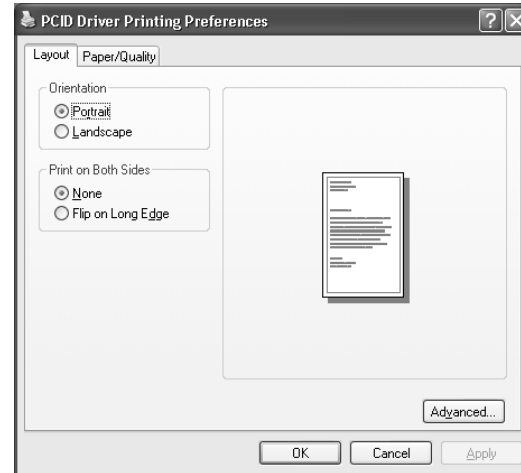 PCID Driver Printing Preferences
Layout
Paper/Quality
Orientation
Portrait
Landscape
Print on Both Sides
None
Flip on Long Edge
Advanced...
OK
Cancel
Apply